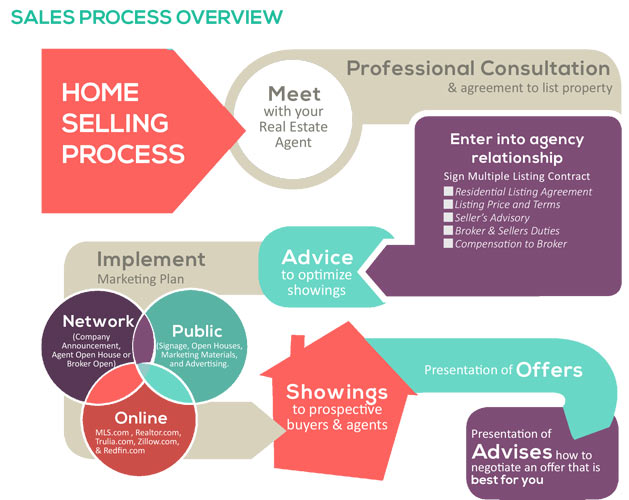 SALES PROCESS OVERVIEW
HOME
SELLING
PROCESS
Meet
with your
Real Estate
Agent
Professional Consultation
& agreement to list property
Enter into agency
relationship
Sign Multiple Listing Contract
Residential Listing Agreement
Listing Price and Terms
Seller's Advisory
Broker & Sellers Duties
Compensation to Broker
Advice
to optimize
showings
Implement
Marketing Plan
Network
(Company
Announcement,
Agent Open House or
Broker Open)
Public
(Signage, Open Houses,
Marketing Materials,
and Advertising.
Online
MLS.com , Realtor.com,
Trulia.com, Zillow.com,
& Redfin.com
Showings
to prospective
buyers & agents
Presentation of Offers
Presentation of
Advises how to
negotiate an offer that is
best for you